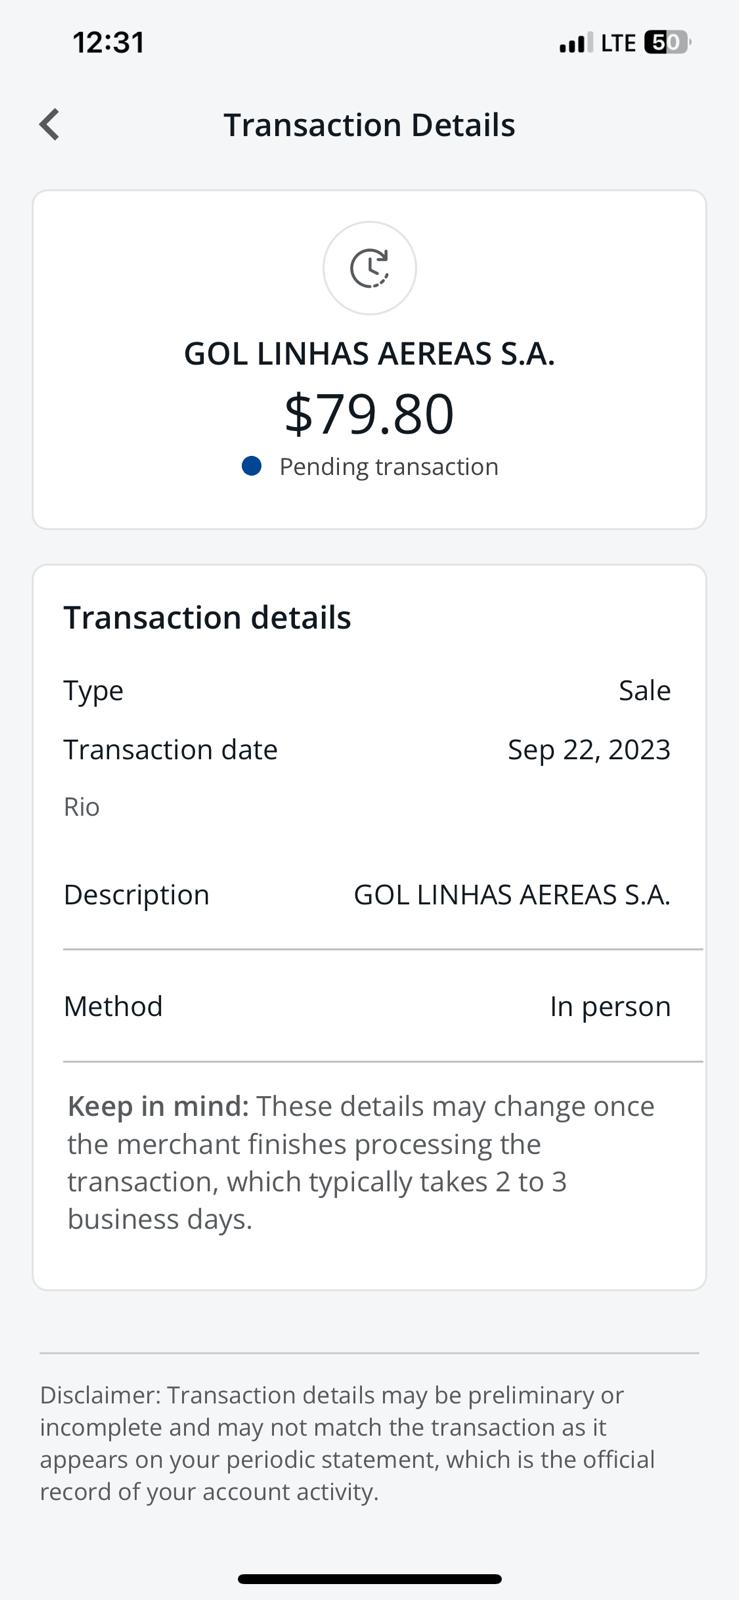 12:31
LTE 50
Transaction Details
GOL LINHAS AEREAS S.A.
$79.80
Pending transaction
Transaction details
Type Sale
Transaction date Sep 22, 2023
Rio
Description GOL LINHAS AEREAS S.A.
Method In person
Keep in mind: These details may change once
the merchant finishes processing the
transaction, which typically takes 2 to 3
business days.
Disclaimer: Transaction details may be preliminary or
incomplete and may not match the transaction as it
appears on your periodic statement, which is the official
record of your account activity.